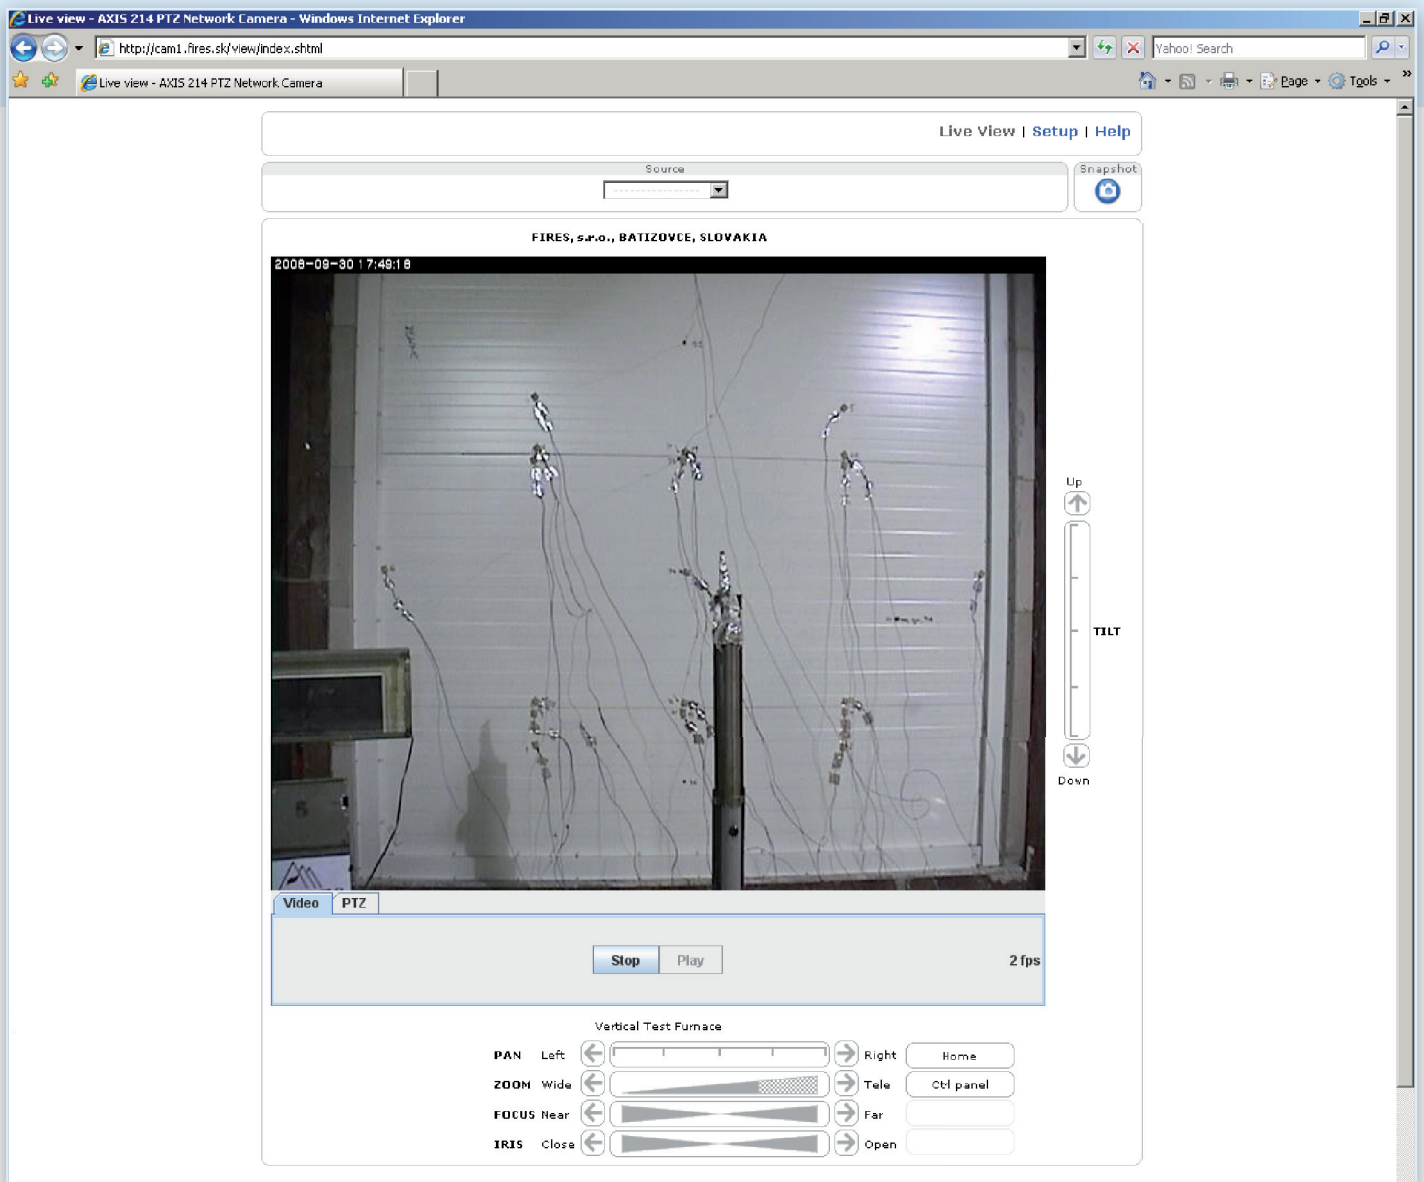 Live view - AXIS 214 PTZ Network Camera - Windows Internet Explorer
http://cam1.fires.sk/view/index.shtml
Yahoo! Search
Live view - AXIS 214 PTZ Network Camera
Page
Tools
»
Live View | Setup | Help
Source
Snapshot
---------------
FIRES, s.r.o., BATIZOVCE, SLOVAKIA
2008-09-30 17:49:18
Up
TILT
Down
Video
PTZ
Stop
Play
2 fps
Vertical Test Furnace
PAN Left Right Home
ZOOM Wide Tele Ctrl panel
FOCUS Near Far
IRIS Close Open